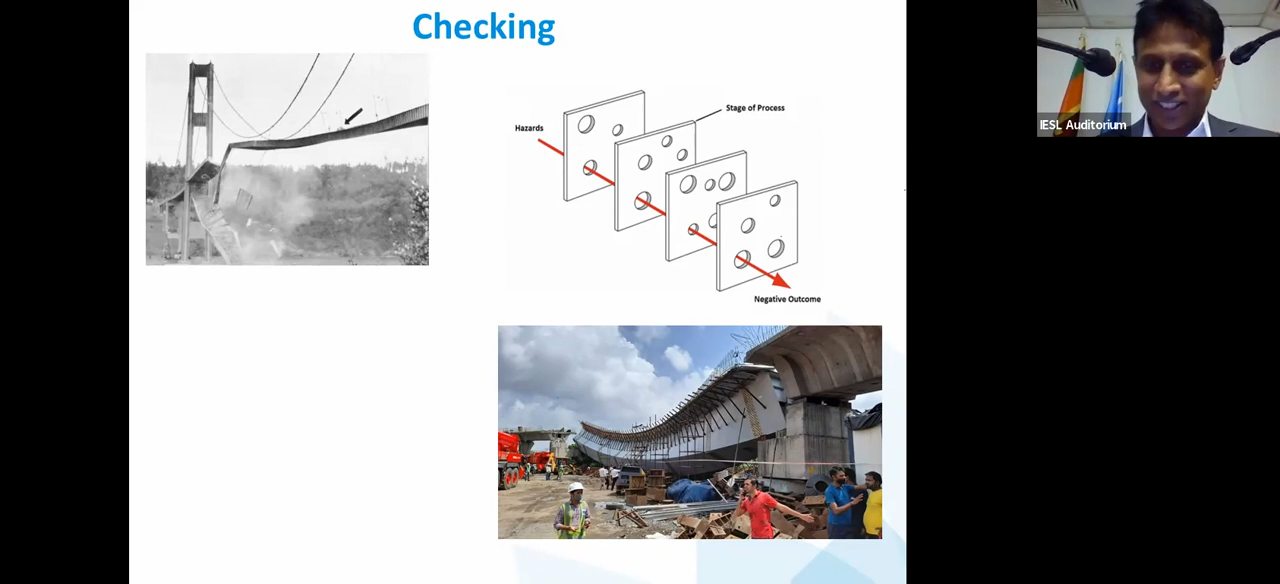 Checking
Stage of Process
Hazards
Negative Outcome
IESL Auditorium